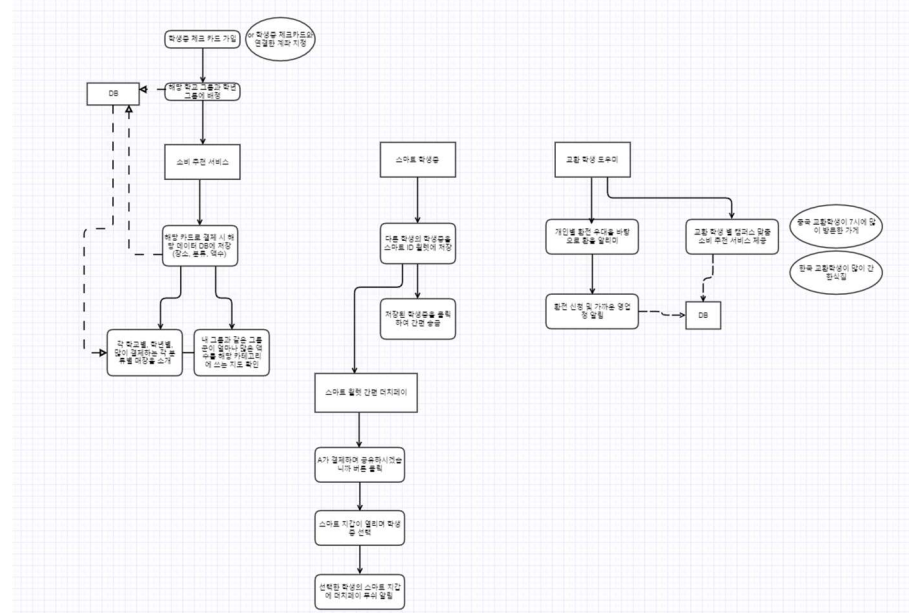 학생증 체크 카드 가입
or 학생증 체크카드와
연결한 계좌 지정
DB
해당 학교 그룹과 학년
그룹에 배정
소비 추천 서비스
해당 카드로 결제 시 해
당 데이터 DB에 저장
(장소, 분류, 액수)
각 학교별, 학년별,
많이 결제하는 각 분
류별 매장을 소개
내 그룹과 같은 그룹
군이 얼마나 많은 액
수를 해당 카테고리
에 쓰는 지도 확인
스마트 학생증
다른 학생의 학생증을
스마트 ID 월렛에 저장
저장된 학생증을 클릭
하여 간편 송금
스마트 월렛 간편 더치페이
A가 결제하며 공유하시겠습
니까 버튼 클릭
스마트 지갑이 열리며 학생
증 선택
선택한 학생의 스마트 지갑
에 더치페이 푸쉬 알림
교환 학생 도우미
개인별 환전 우대율 바탕
으로 환율 알리미
환전 신청 및 가까운 영업
점 알림
교환 학생 별 캠퍼스 맞춤
소비 추천 서비스 제공
DB
중국 교환학생이 7시에 많
이 방문한 가게
한국 교환학생이 많이 간
한식집